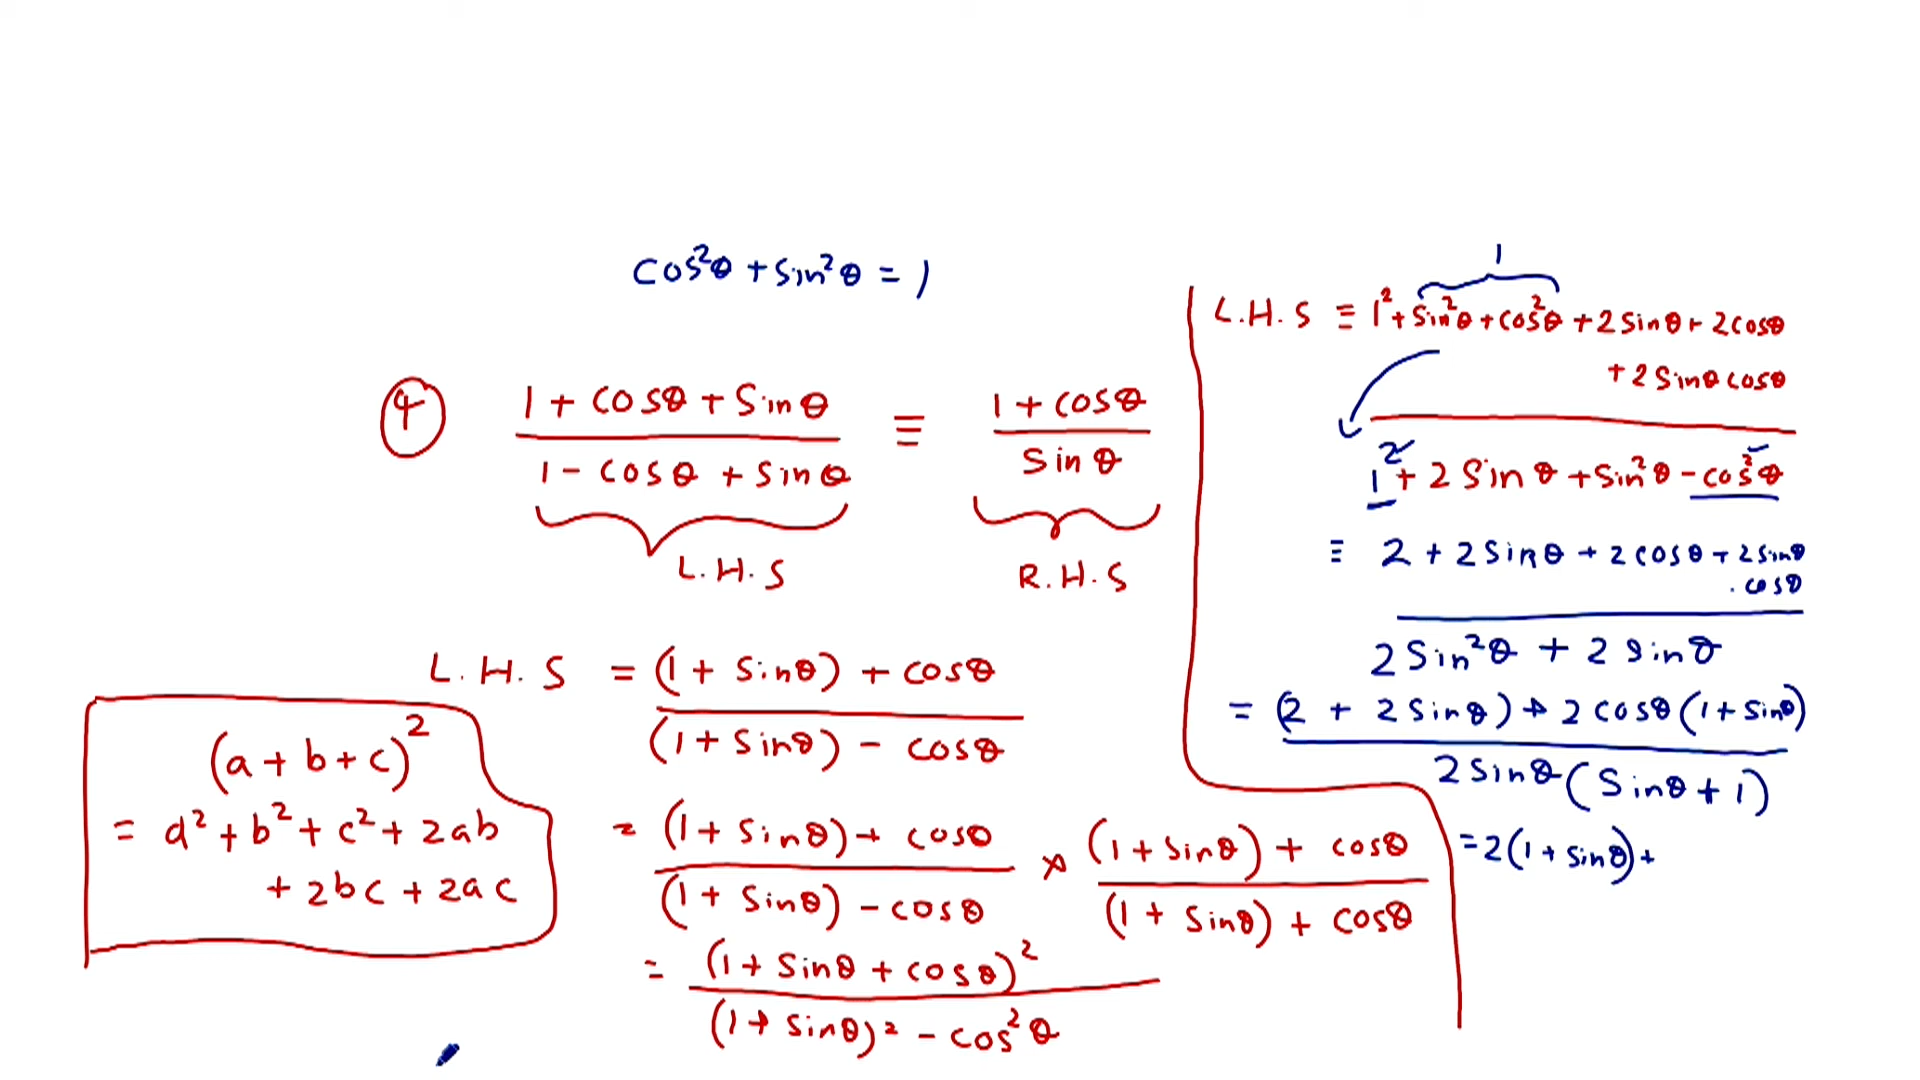 cos²θ + sin²θ = 1
④ (1 + cosθ + sinθ)/(1 - cosθ + sinθ) ≡ (1 + cosθ)/(sinθ)
L.H.S R.H.S
L.H.S = ((1 + sinθ) + cosθ)/((1 + sinθ) - cosθ)
= ((1 + sinθ) + cosθ)/((1 + sinθ) - cosθ) × ((1 + sinθ) + cosθ)/((1 + sinθ) + cosθ)
= (1 + sinθ + cosθ)²/((1 + sinθ)² - cos²θ)
(a + b + c)²
= a² + b² + c² + 2ab
+ 2bc + 2ac
1
L.H.S ≡ 1² + sin²θ + cos²θ + 2sinθ + 2cosθ
+ 2sinθcosθ
1² + 2sinθ + sin²θ - cos²θ
≡ 2 + 2sinθ + 2cosθ + 2sinθ
.cosθ
2sin²θ + 2sinθ
= (2 + 2sinθ) + 2cosθ(1 + sinθ)
2sinθ(sinθ + 1)
= 2(1 + sinθ) +